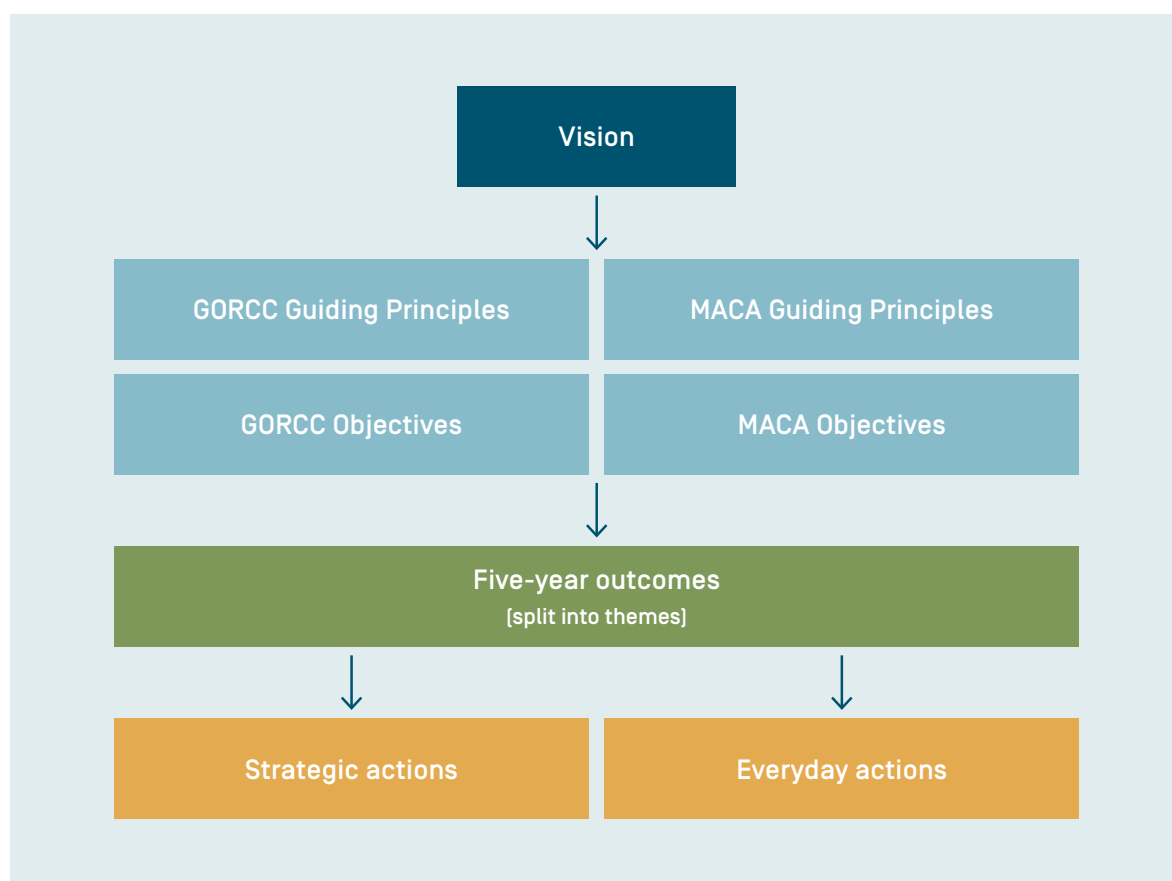 Vision
GORCC Guiding Principles
MACA Guiding Principles
GORCC Objectives
MACA Objectives
Five-year outcomes
(split into themes)
Strategic actions
Everyday actions